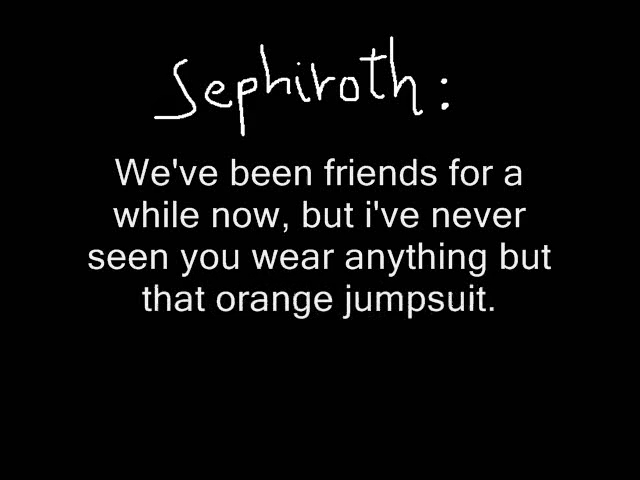 Sephiroth:
We've been friends for a
while now, but i've never
seen you wear anything but
that orange jumpsuit.